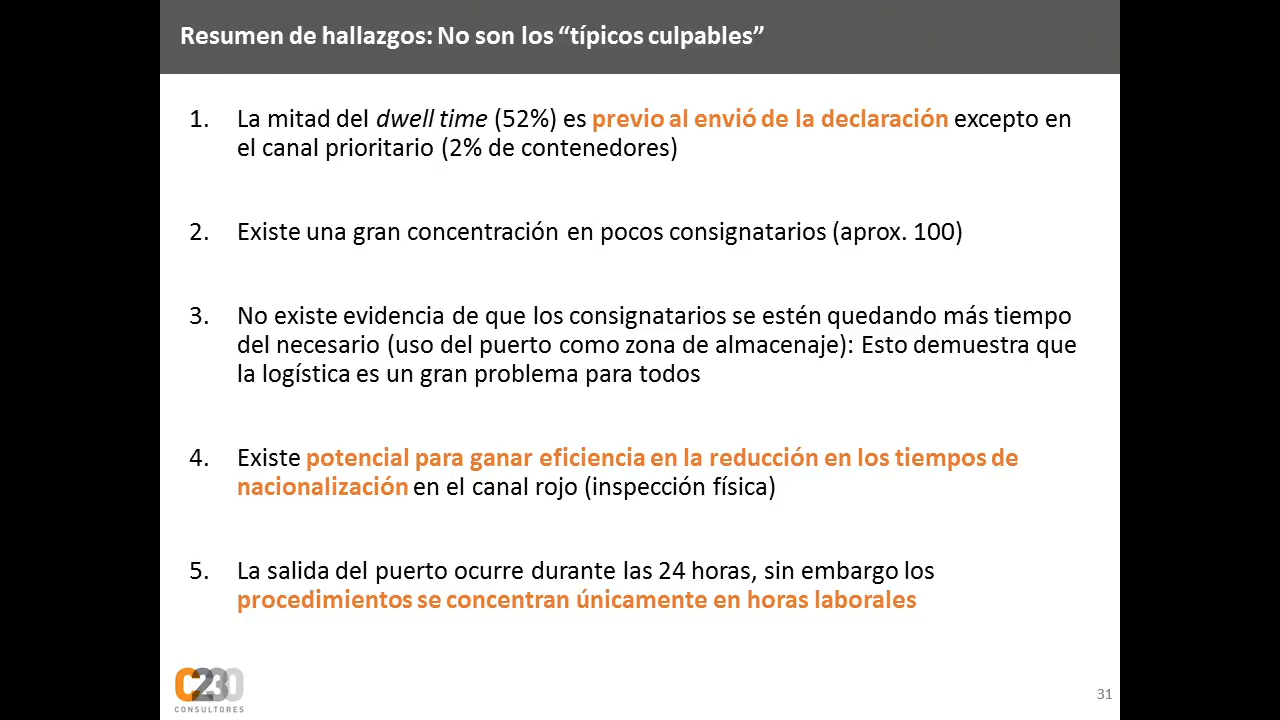 Resumen de hallazgos: No son los “típicos culpables”
1. La mitad del dwell time (52%) es previo al envió de la declaración excepto en
el canal prioritario (2% de contenedores)
2. Existe una gran concentración en pocos consignatarios (aprox. 100)
3. No existe evidencia de que los consignatarios se estén quedando más tiempo
del necesario (uso del puerto como zona de almacenaje): Esto demuestra que
la logística es un gran problema para todos
4. Existe potencial para ganar eficiencia en la reducción en los tiempos de
nacionalización en el canal rojo (inspección física)
5. La salida del puerto ocurre durante las 24 horas, sin embargo los
procedimientos se concentran únicamente en horas laborales
C230
CONSULTORES
31